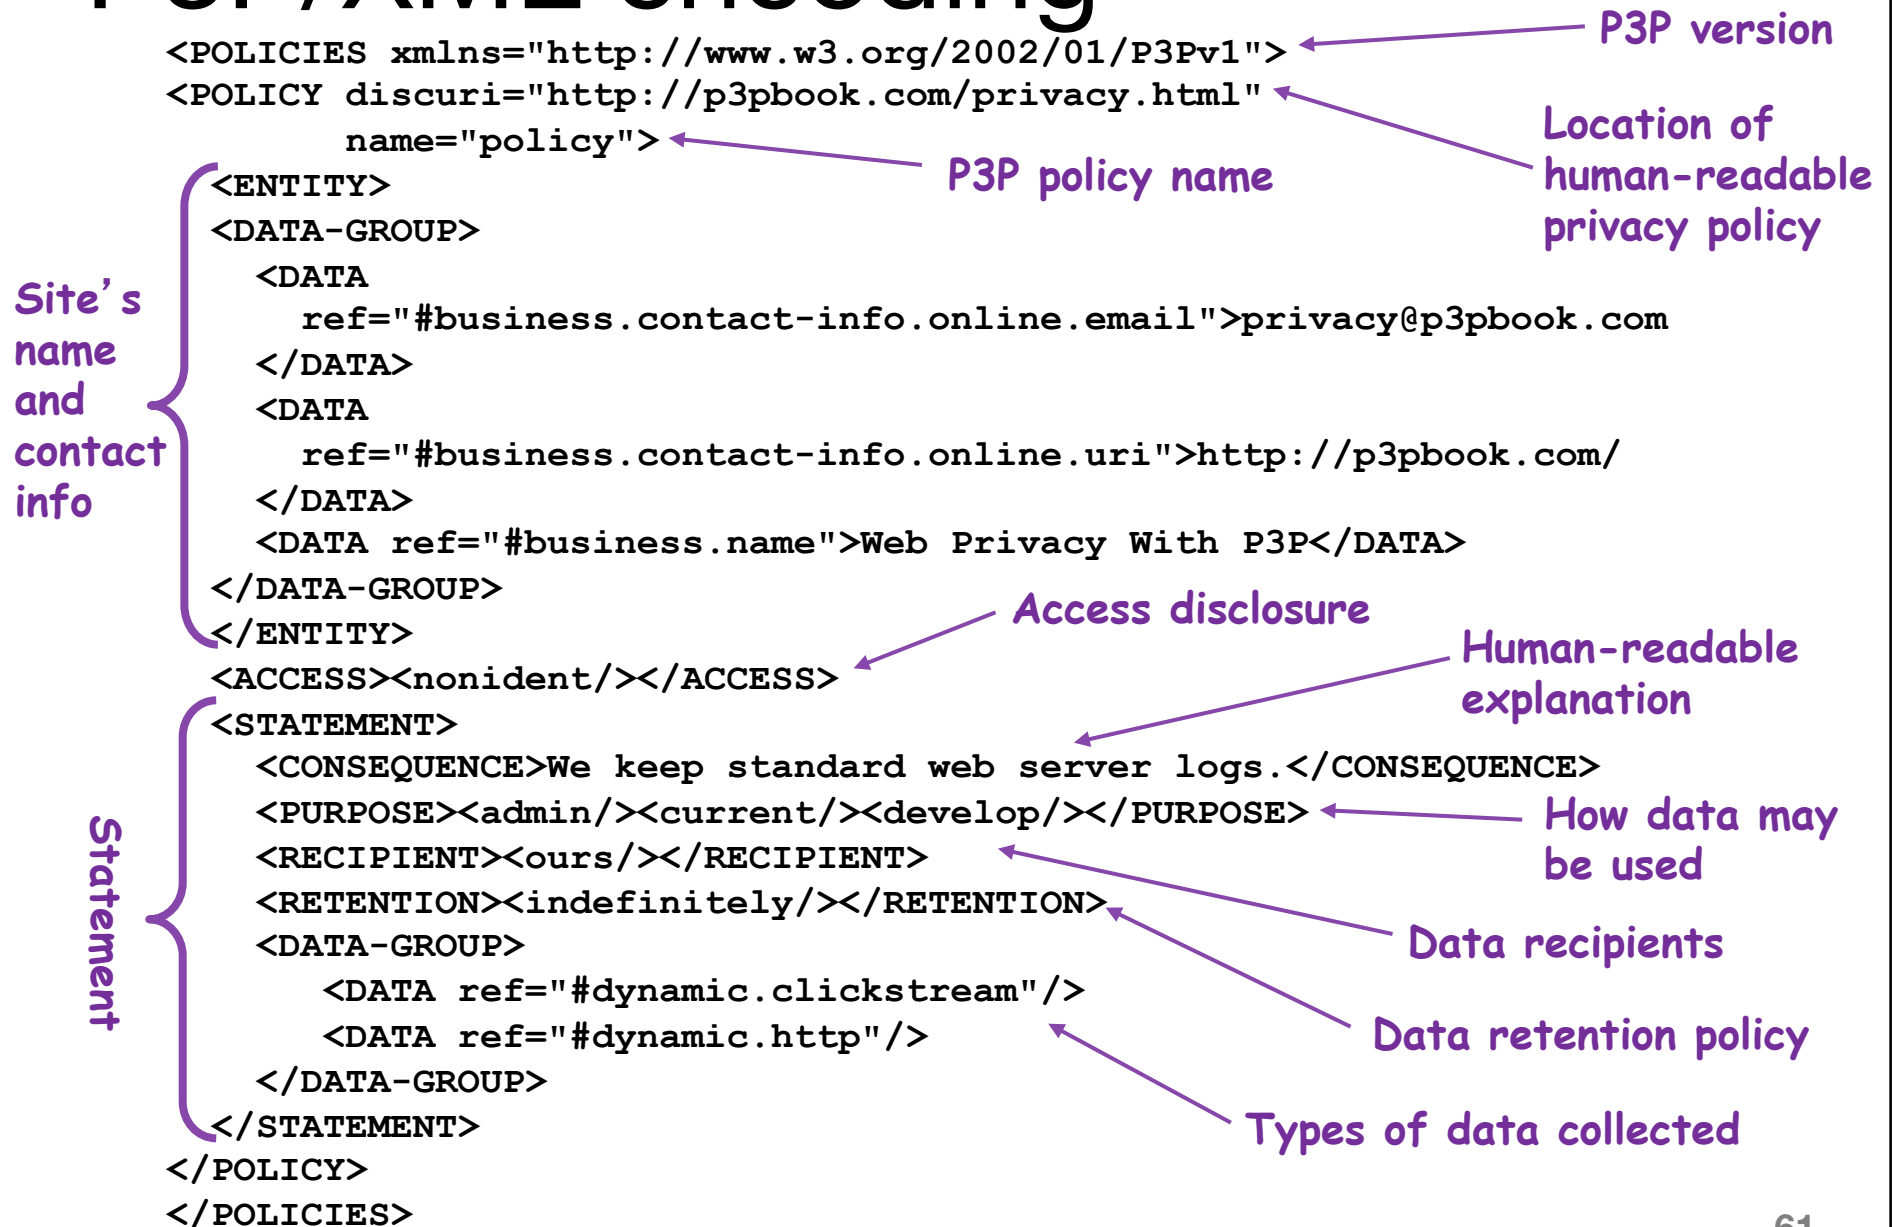 P3P/XML encoding
<POLICIES xmlns="http://www.w3.org/2002/01/P3Pv1">
P3P version
<POLICY discuri="http://p3pbook.com/privacy.html"
name="policy">
P3P policy name
Location of
human-readable
privacy policy
<ENTITY>
<DATA-GROUP>
<DATA
ref="#business.contact-info.online.email">privacy@p3pbook.com
</DATA>
<DATA
ref="#business.contact-info.online.uri">http://p3pbook.com/
</DATA>
<DATA ref="#business.name">Web Privacy With P3P</DATA>
</DATA-GROUP>
</ENTITY>
Site's
name
and
contact
info
<ACCESS><nonident/></ACCESS>
Access disclosure
<STATEMENT>
<CONSEQUENCE>We keep standard web server logs.</CONSEQUENCE>
Human-readable
explanation
<PURPOSE><admin/><current/><develop/></PURPOSE>
How data may
be used
<RECIPIENT><ours/></RECIPIENT>
Data recipients
<RETENTION><indefinitely/></RETENTION>
Data retention policy
<DATA-GROUP>
<DATA ref="#dynamic.clickstream"/>
<DATA ref="#dynamic.http"/>
</DATA-GROUP>
Types of data collected
</STATEMENT>
Statement
</POLICY>
</POLICIES>
61